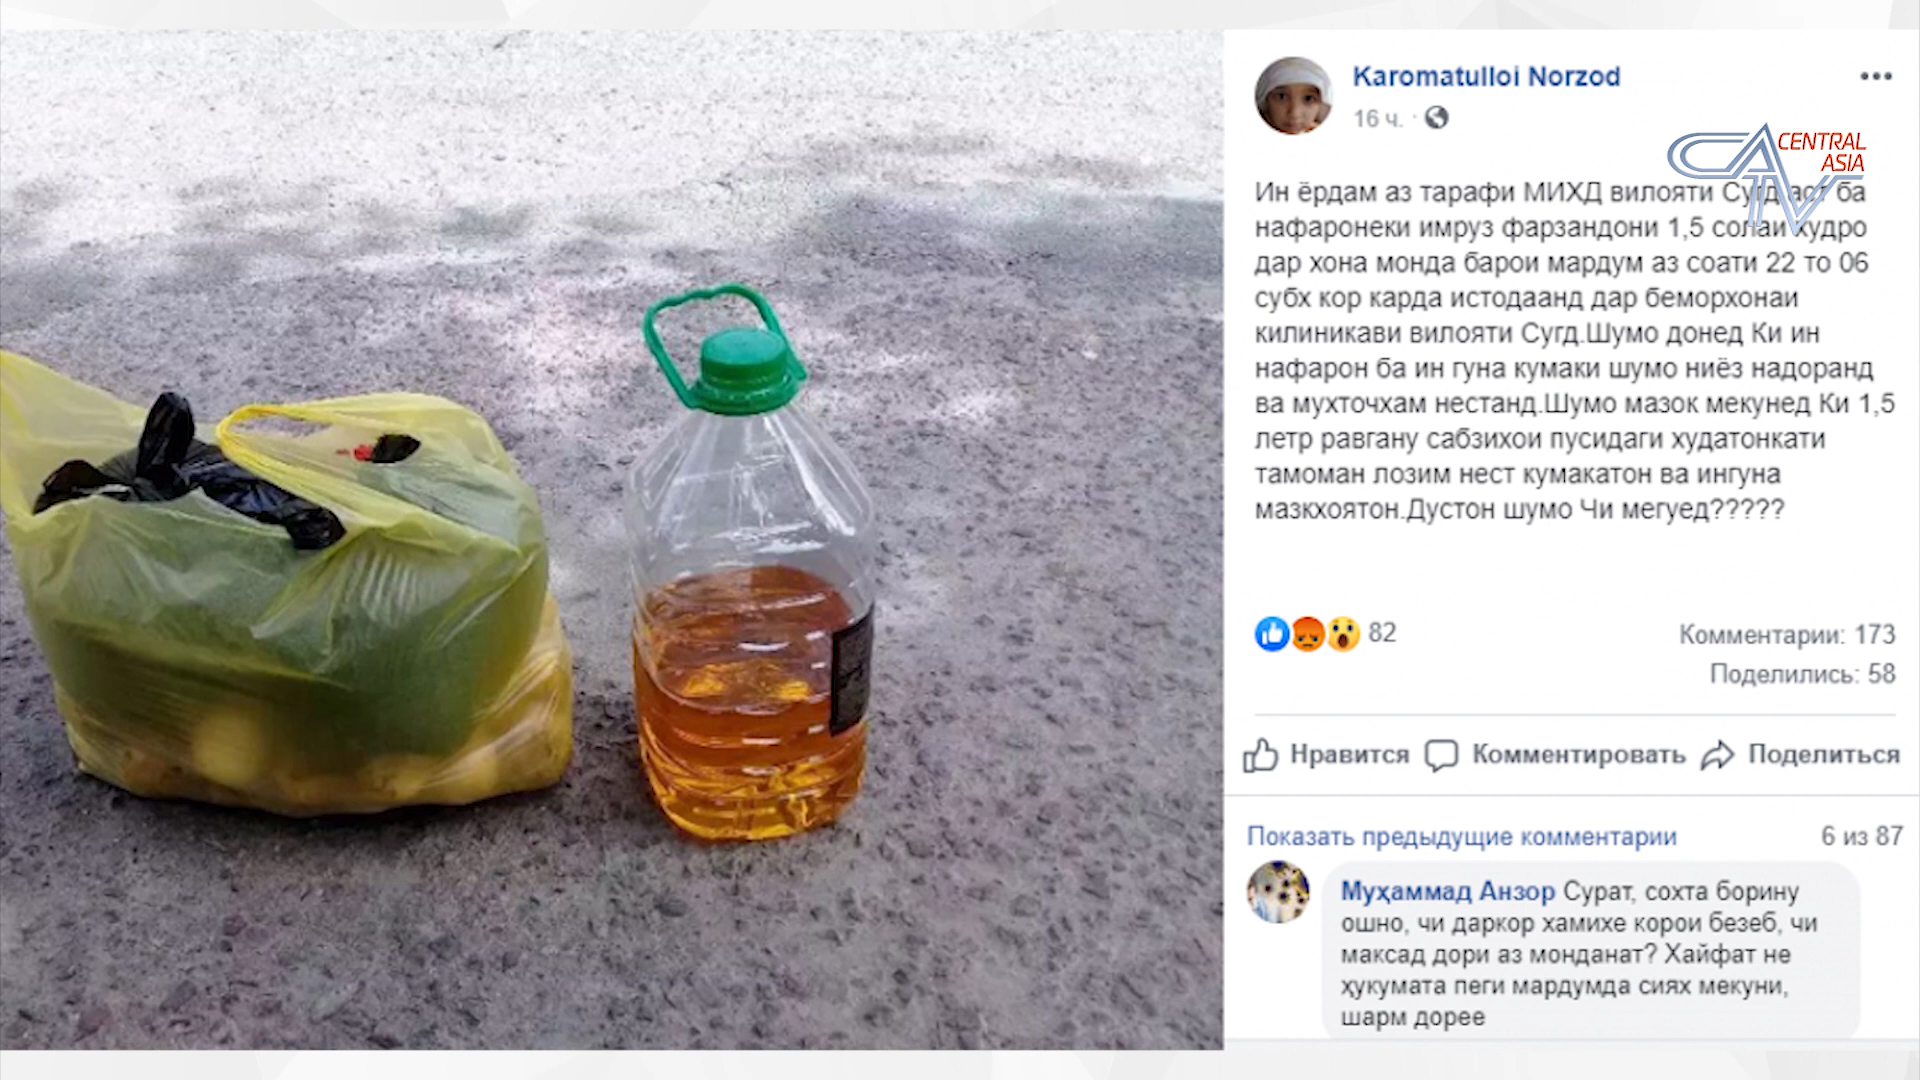 Karomatulloi Norzod
16 ч.
CATV CENTRAL
ASIA
Ин ёрдам аз тарафи МИХД вилояти Сугд аст ба
нафаронеки имруз фарзандони 1,5 солаи худро
дар хона монда барои мардум аз соати 22 то 06
субх кор карда истодаанд дар беморхонаи
килиникави вилояти Сугд.Шумо донед Ки ин
нафарон ба ин гуна кумаки шумо ниёз надоранд
ва мухточхам нестанд.Шумо мазок мекунед Ки 1,5
летр равгану сабзихои пусидаги худатонкати
тамоман лозим нест кумакатон ва ингуна
мазкхоятон.Дустон шумо Чи мегуед?????
82
Комментарии: 173
Поделились: 58
Нравится Комментировать Поделиться
Показать предыдущие комментарии 6 из 87
Муҳаммад Анзор Сурат, сохта борину
ошно, чи даркор хамихе корои безеб, чи
максад дори аз монданат? Хайфат не
ҳукумата пеги мардумда сиях мекуни,
шарм дорее